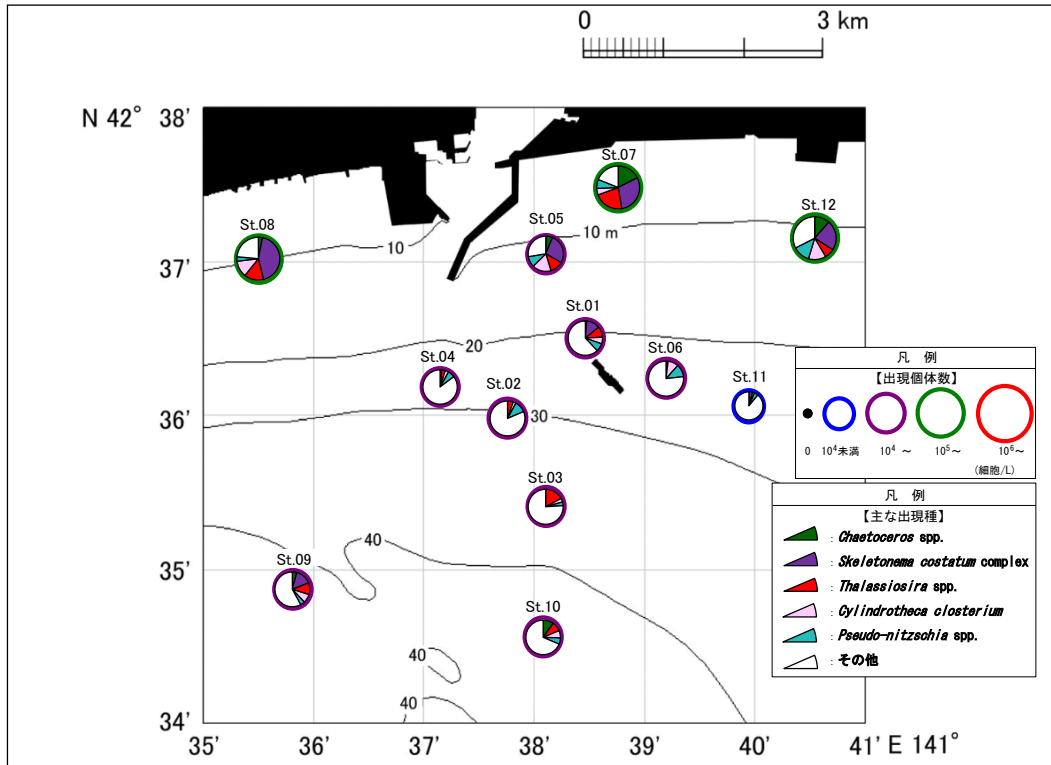 0 3 km
N 42° 38'
St.07
St.12
St.05
St.08
10
10 m
37'
St.01
20
St.04
St.06
St.11
St.02
36'
30
St.03
40
St.09
35'
St.10
40
40
34'
35' 36' 37' 38' 39' 40' 41' E 141°
凡 例
【出現個体数】
0 10⁴未満 10⁴ ~ 10⁵~ 10⁶~
(細胞/L)
凡 例
【主な出現種】
: Chaetoceros spp.
: Skeletonema costatum complex
: Thalassiosira spp.
: Cylindrotheca closterium
: Pseudo-nitzschia spp.
: その他